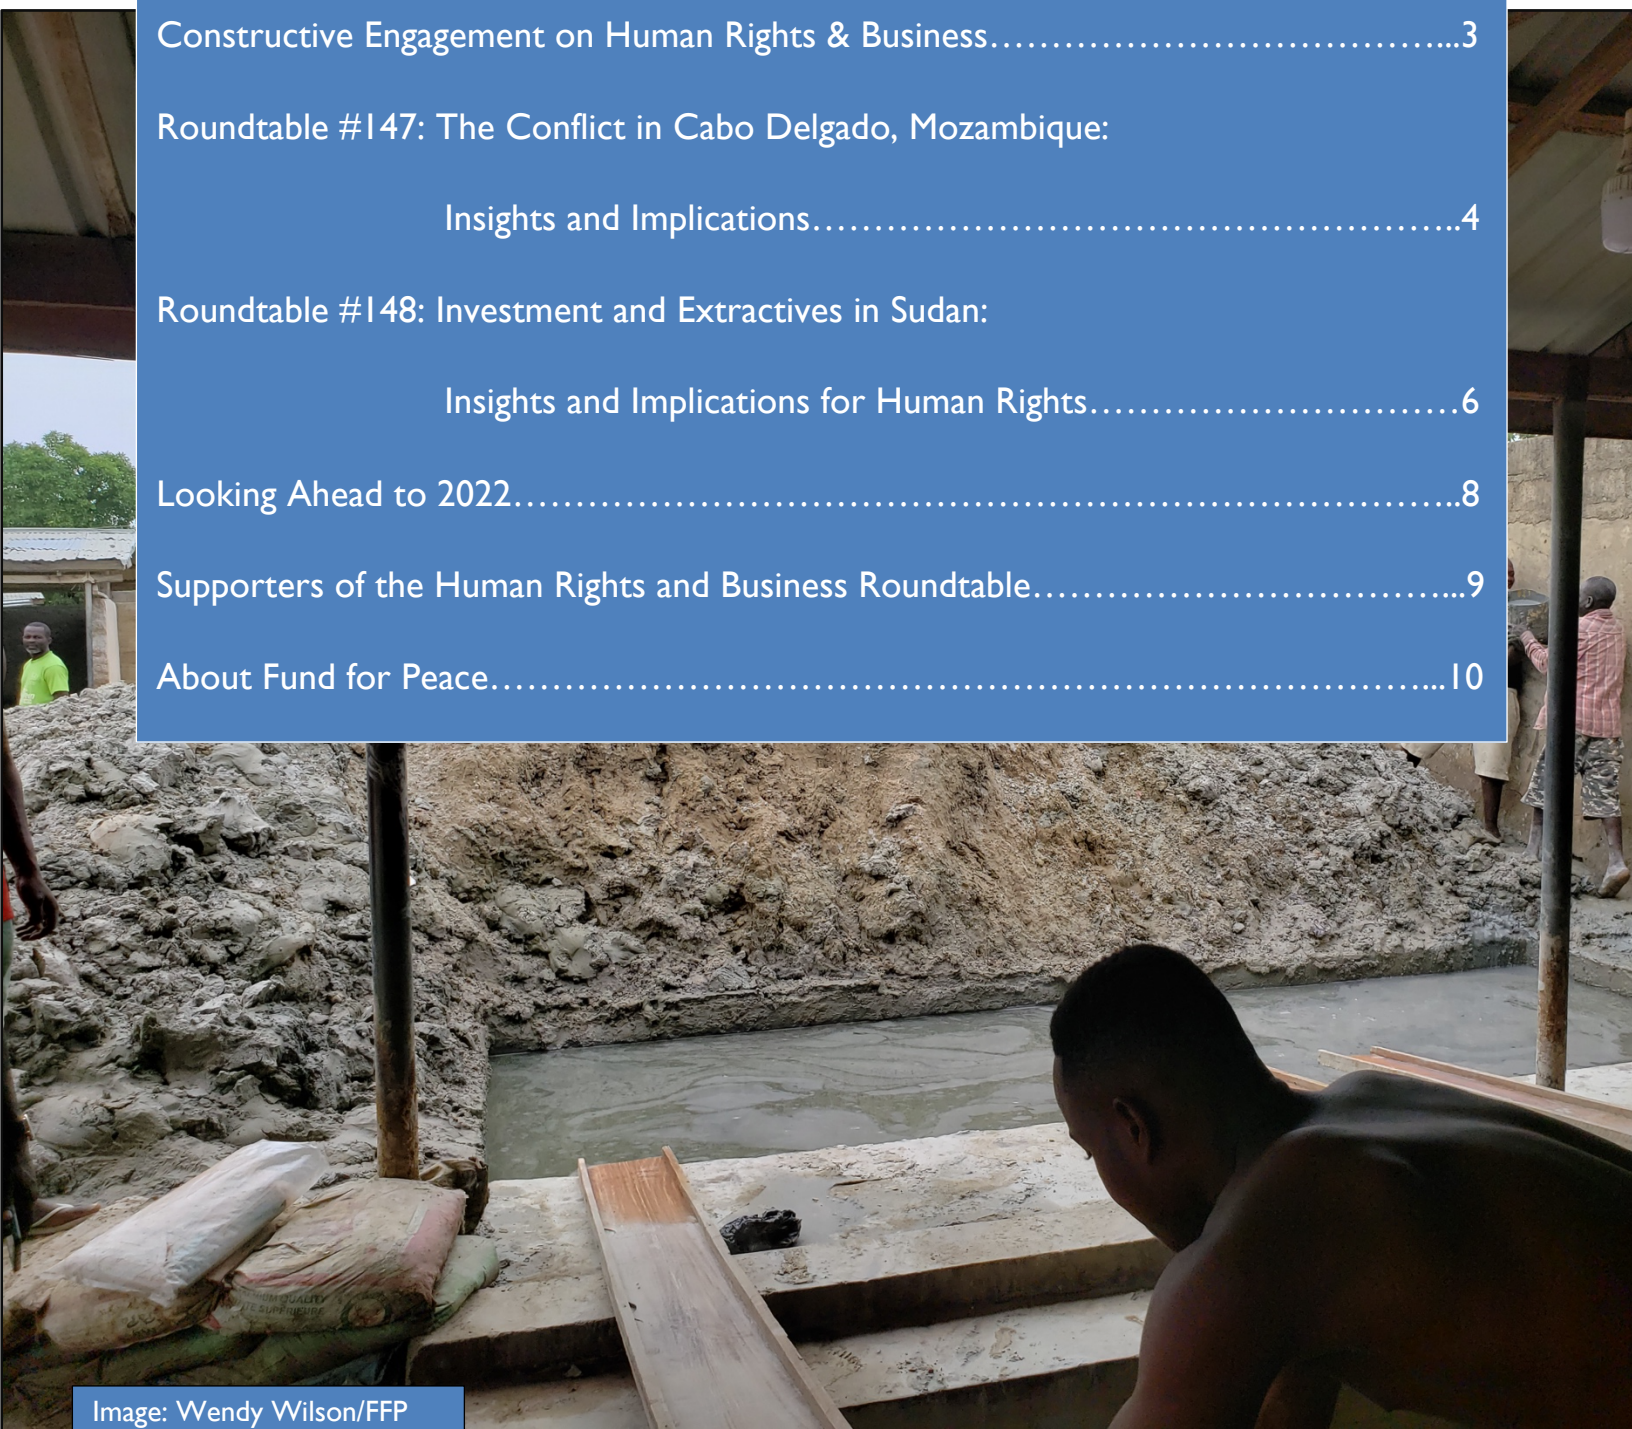 Constructive Engagement on Human Rights & Business…………………………………...3
Roundtable #147: The Conflict in Cabo Delgado, Mozambique:
Insights and Implications…………………………………………………..4
Roundtable #148: Investment and Extractives in Sudan:
Insights and Implications for Human Rights……………………………6
Looking Ahead to 2022…………………………………………………………………………..8
Supporters of the Human Rights and Business Roundtable………………………………...9
About Fund for Peace…………………………………………………………………………...10
QUALITY
SUPERIEURE
Image: Wendy Wilson/FFP